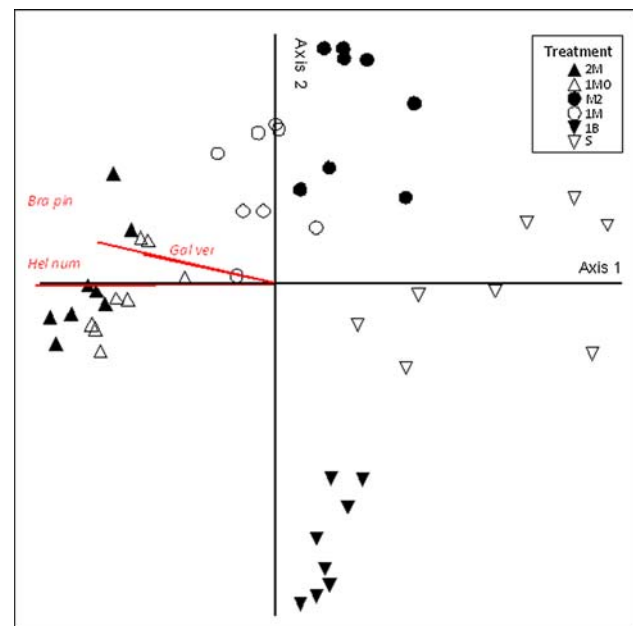 Axis 2
Treatment
2M
1MO
M2
1M
1B
S
Bra pin
Gal ver
Hel num
Axis 1